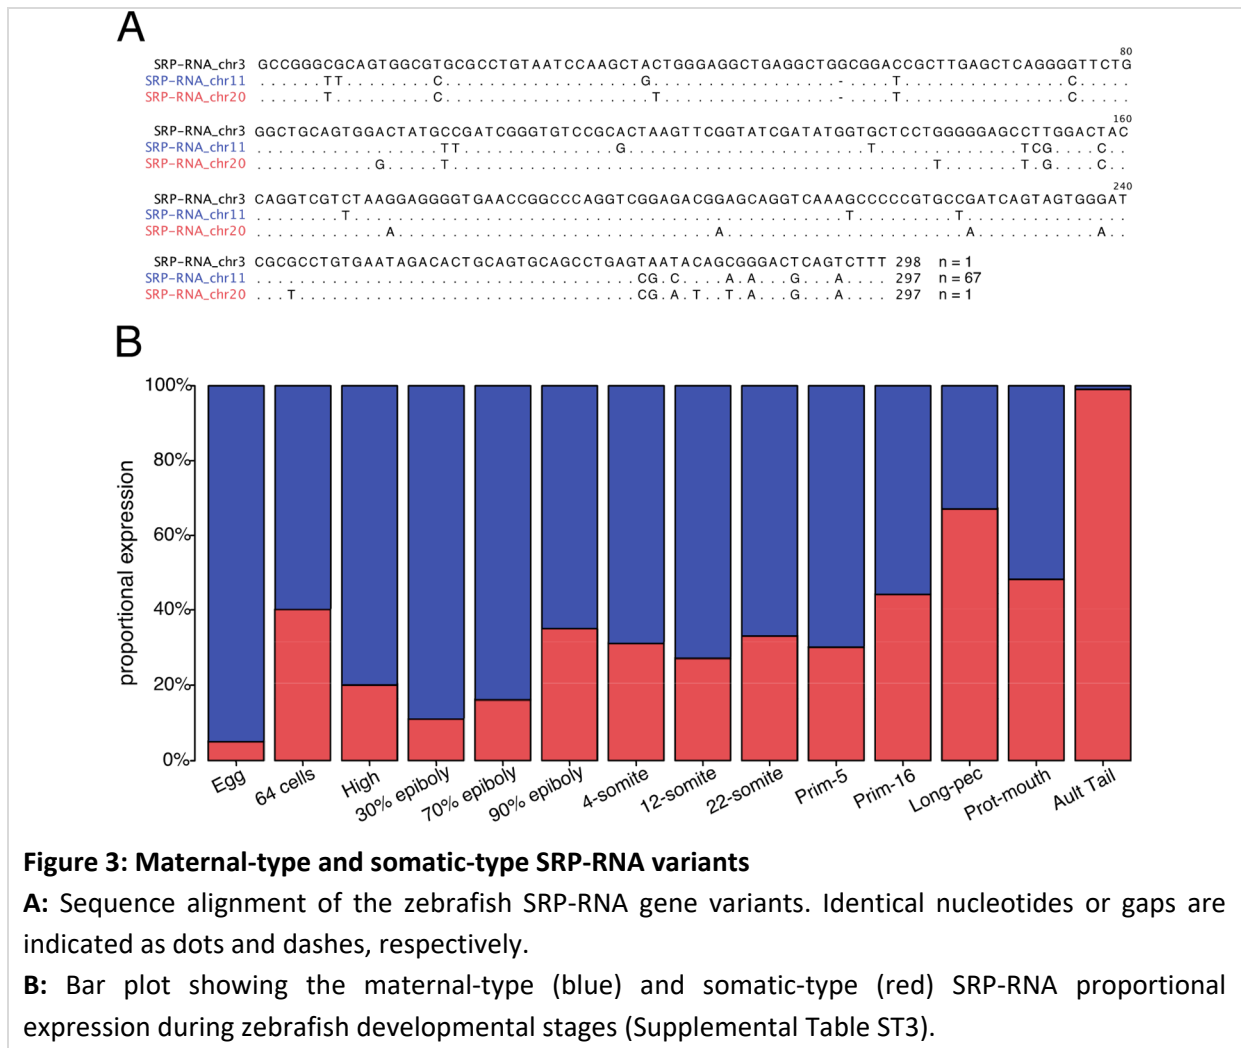 A
80
SRP-RNA_chr3 GCCGGGCGCAGTGGCGTGCGCCTGTAATCCAAGCTACTGGGAGGCTGAGGCTGGCGGACCGCTTGAGCTCAGGGGTTCTG
SRP-RNA_chr11 ......TT........C..................G.................-....T...............C.....
SRP-RNA_chr20 ......T.........C...................T................-....T...............C.....
160
SRP-RNA_chr3 GGCTGCAGTGGACTATGCCGATCGGGTGTCCGCACTAAGTTCGGTATCGATATGGTGCTCCTGGGGGAGCCTTGGACTAC
SRP-RNA_chr11 .................TT..............G......................T.............TCG....C..
SRP-RNA_chr20 ...........G.....T............................................T.......T.G....C..
240
SRP-RNA_chr3 CAGGTCGTCTAAGGAGGGGTGAACCGGCCCAGGTCGGAGACGGAGCAGGTCAAAGCCCCCGTGCCGATCAGTAGTGGGAT
SRP-RNA_chr11 ........T.............................................T.........T...............
SRP-RNA_chr20 ............A.............................A......................A...........A..
SRP-RNA_chr3 CGCGCCTGTGAATAGACACTGCAGTGCAGCCTGAGTAATACAGCGGGACTCAGTCTTT 298 n = 1
SRP-RNA_chr11 ...................................CG.C....A.A...G...A.... 297 n = 67
SRP-RNA_chr20 ...T...............................CG.A.T..T.A...G...A.... 297 n = 1
B
proportional expression
100%
80%
60%
40%
20%
0%
Egg
64 cells
High
30% epiboly
70% epiboly
90% epiboly
4-somite
12-somite
22-somite
Prim-5
Prim-16
Long-pec
Prot-mouth
Ault Tail
Figure 3: Maternal-type and somatic-type SRP-RNA variants
A: Sequence alignment of the zebrafish SRP-RNA gene variants. Identical nucleotides or gaps are
indicated as dots and dashes, respectively.
B: Bar plot showing the maternal-type (blue) and somatic-type (red) SRP-RNA proportional
expression during zebrafish developmental stages (Supplemental Table ST3).